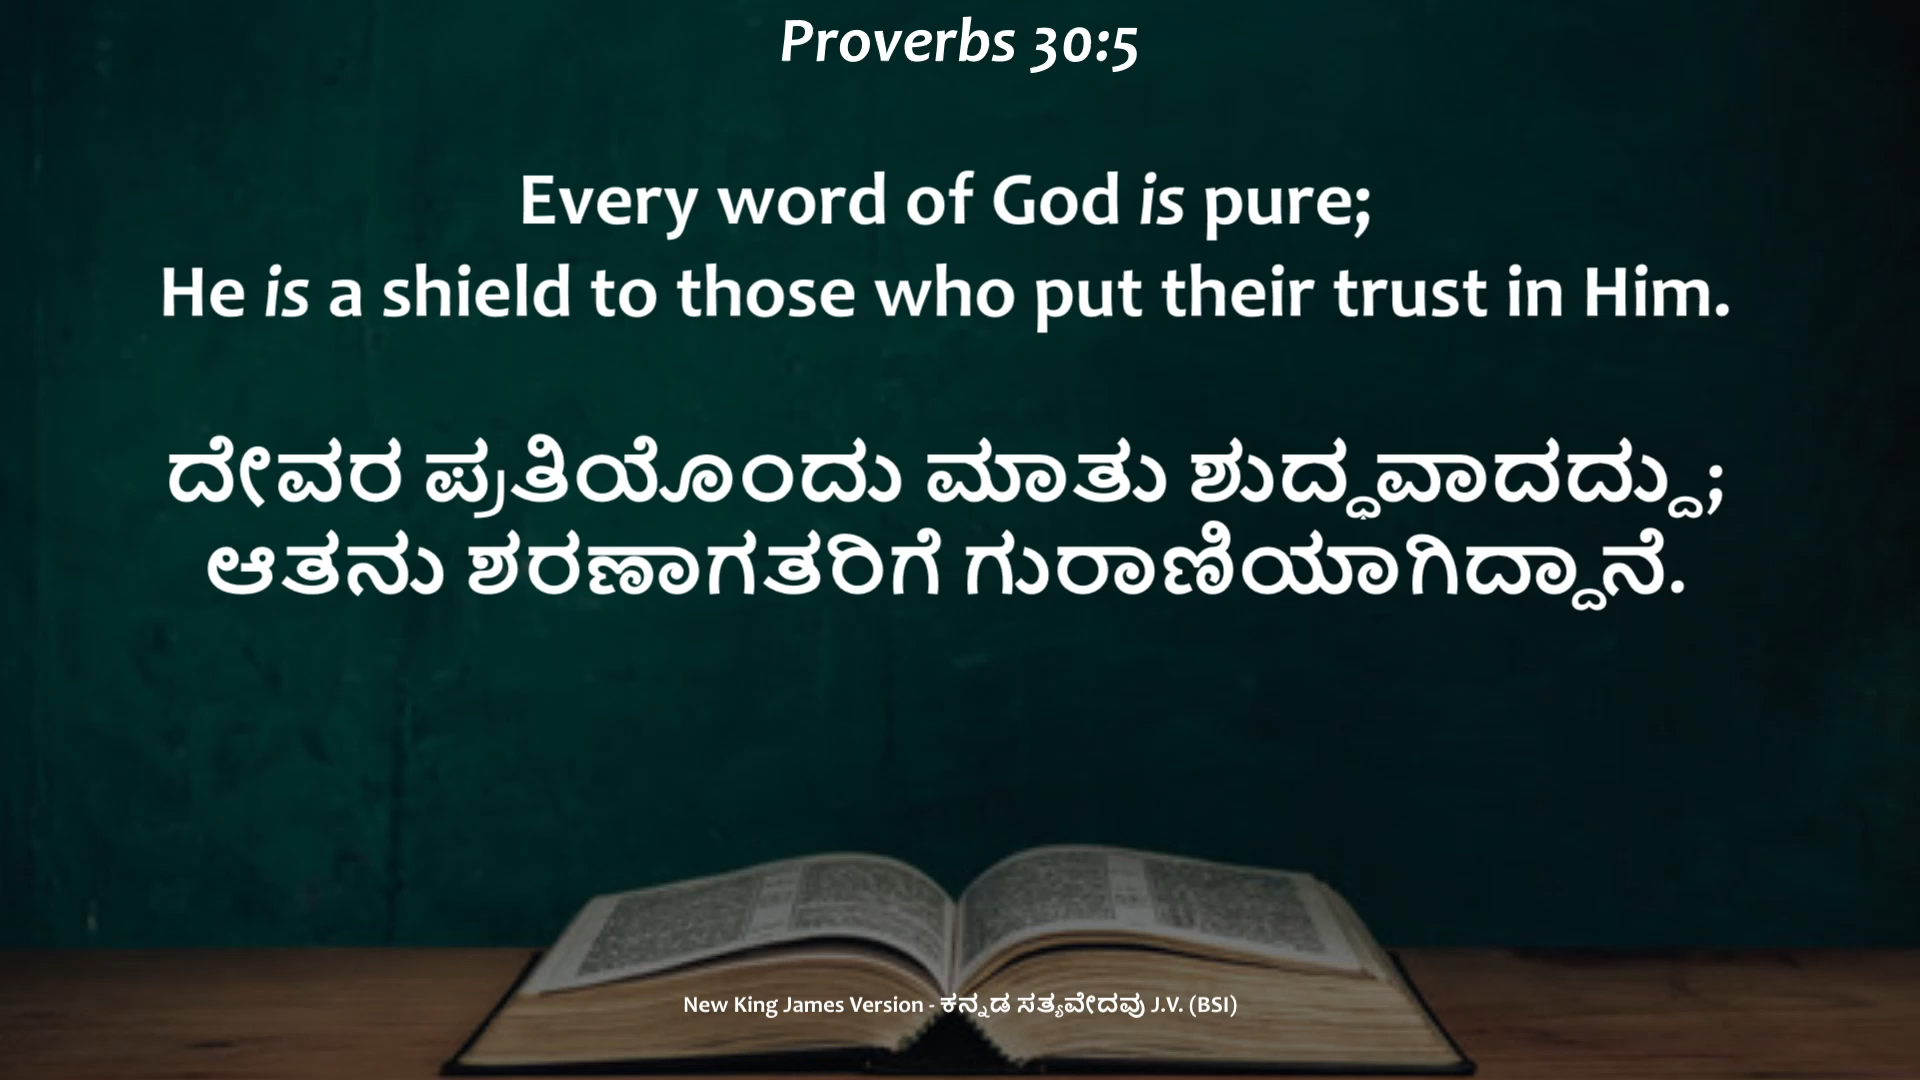 Proverbs 30:5
Every word of God is pure;
He is a shield to those who put their trust in Him.
ದೇವರ ಪ್ರತಿಯೊಂದು ಮಾತು ಶುದ್ಧವಾದದ್ದು;
ಆತನು ಶರಣಾಗತರಿಗೆ ಗುರಾಣಿಯಾಗಿದ್ದಾನೆ.
New King James Version - ಕನ್ನಡ ಸತ್ಯವೇದವು J.V. (BSI)